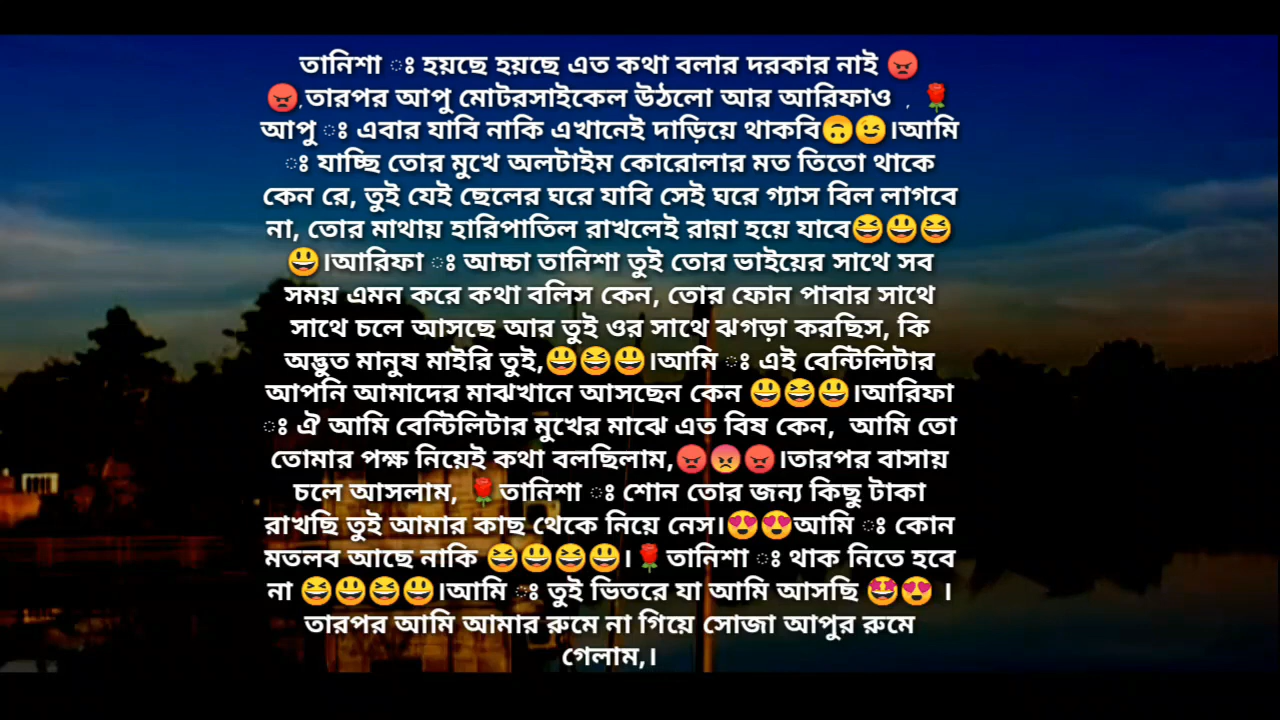 তানিশা ঃ হয়ছে হয়ছে এত কথা বলার দরকার নাই 😡
😡,তারপর আপু মোটরসাইকেল উঠলো আর আরিফাও , 🌹
আপু ঃ এবার যাবি নাকি এখানেই দাড়িয়ে থাকবি🙃😉।আমি
ঃ যাচ্ছি তোর মুখে অলটাইম কোরোলার মত তিতো থাকে
কেন রে, তুই যেই ছেলের ঘরে যাবি সেই ঘরে গ্যাস বিল লাগবে
না, তোর মাথায় হারিপাতিল রাখলেই রান্না হয়ে যাবে😆😃😆
😃।আরিফা ঃ আচ্চা তানিশা তুই তোর ভাইয়ের সাথে সব
সময় এমন করে কথা বলিস কেন, তোর ফোন পাবার সাথে
সাথে চলে আসছে আর তুই ওর সাথে ঝগড়া করছিস, কি
অদ্ভুত মানুষ মাইরি তুই,😃😆😃।আমি ঃ এই বেন্টিলিটার
আপনি আমাদের মাঝখানে আসছেন কেন 😃😆😃।আরিফা
ঃ ঐ আমি বেন্টিলিটার মুখের মাঝে এত বিষ কেন, আমি তো
তোমার পক্ষ নিয়েই কথা বলছিলাম,😡😡😡।তারপর বাসায়
চলে আসলাম, 🌹তানিশা ঃ শোন তোর জন্য কিছু টাকা
রাখছি তুই আমার কাছ থেকে নিয়ে নেস।😍😍আমি ঃ কোন
মতলব আছে নাকি 😆😃😆😃।🌹তানিশা ঃ থাক নিতে হবে
না 😆😃😆😃।আমি ঃ তুই ভিতরে যা আমি আসছি 🤩😍 ।
তারপর আমি আমার রুমে না গিয়ে সোজা আপুর রুমে
গেলাম,।